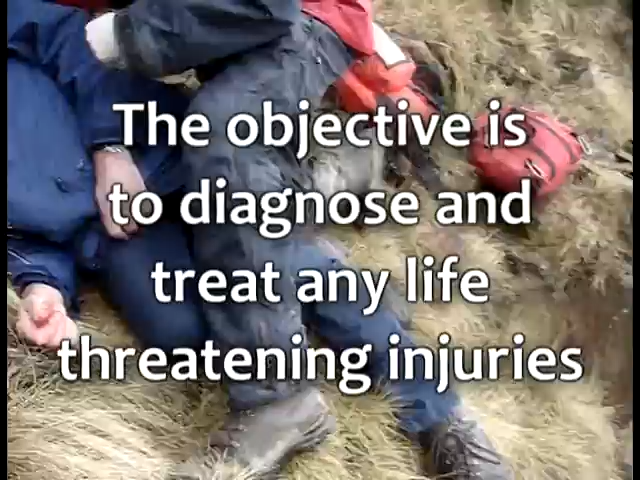 The objective is
to diagnose and
treat any life
threatening injuries